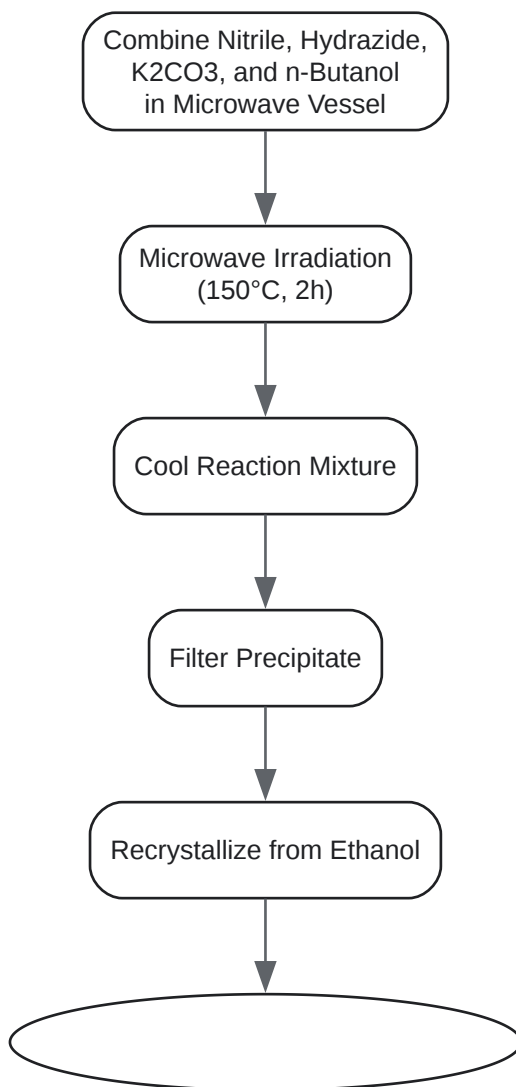 Combine Nitrile, Hydrazide,
K2CO3, and n-Butanol
in Microwave Vessel
Microwave Irradiation
(150°C, 2h)
Cool Reaction Mixture
Filter Precipitate
Recrystallize from Ethanol